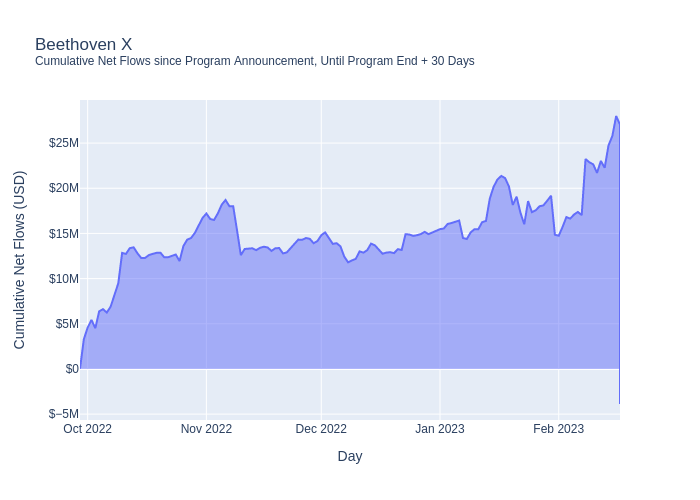 Beethoven X
Cumulative Net Flows since Program Announcement, Until Program End + 30 Days
Cumulative Net Flows (USD)
$25M
$20M
$15M
$10M
$5M
$0
$−5M
Oct 2022
Nov 2022
Dec 2022
Jan 2023
Feb 2023
Day